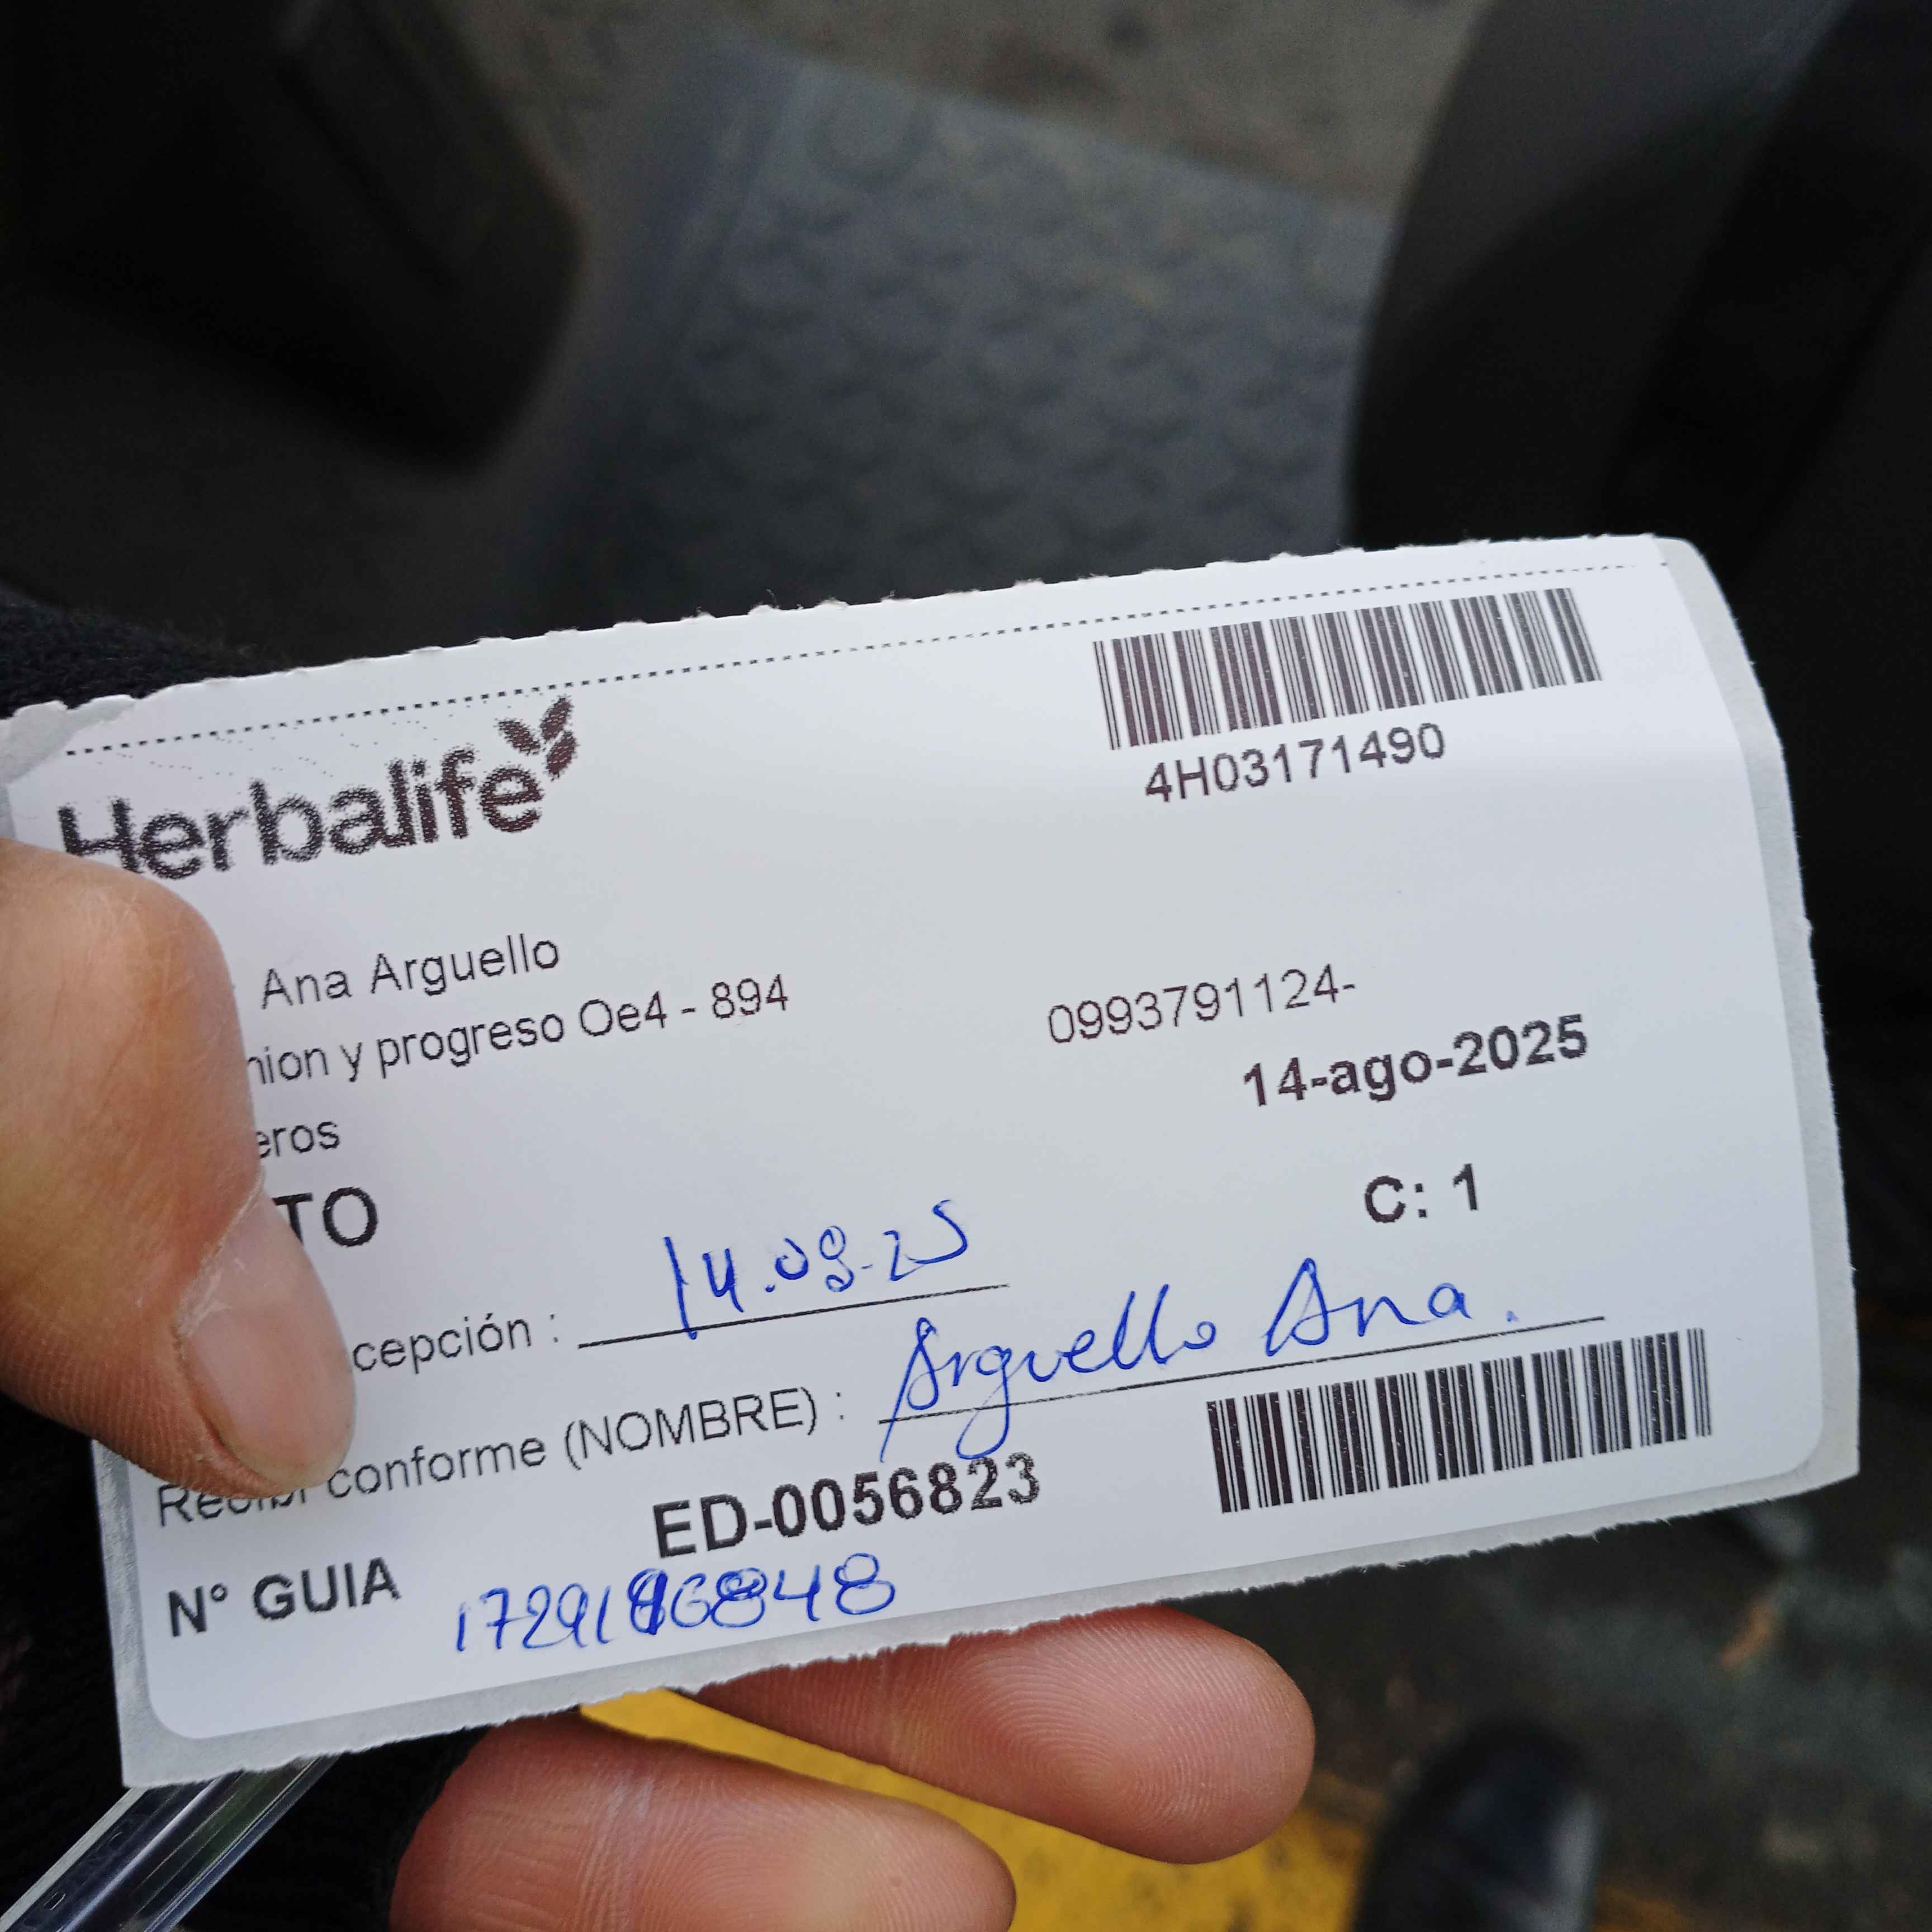 Herbalife
4H03171490
Ana Arguello
nion y progreso Oe4 - 894
0993791124-
14-ago-2025
eros
TO
C: 1
cepción : 14.08-25
Recibi conforme (NOMBRE) : Arguello Ana.
N° GUIA ED-0056823